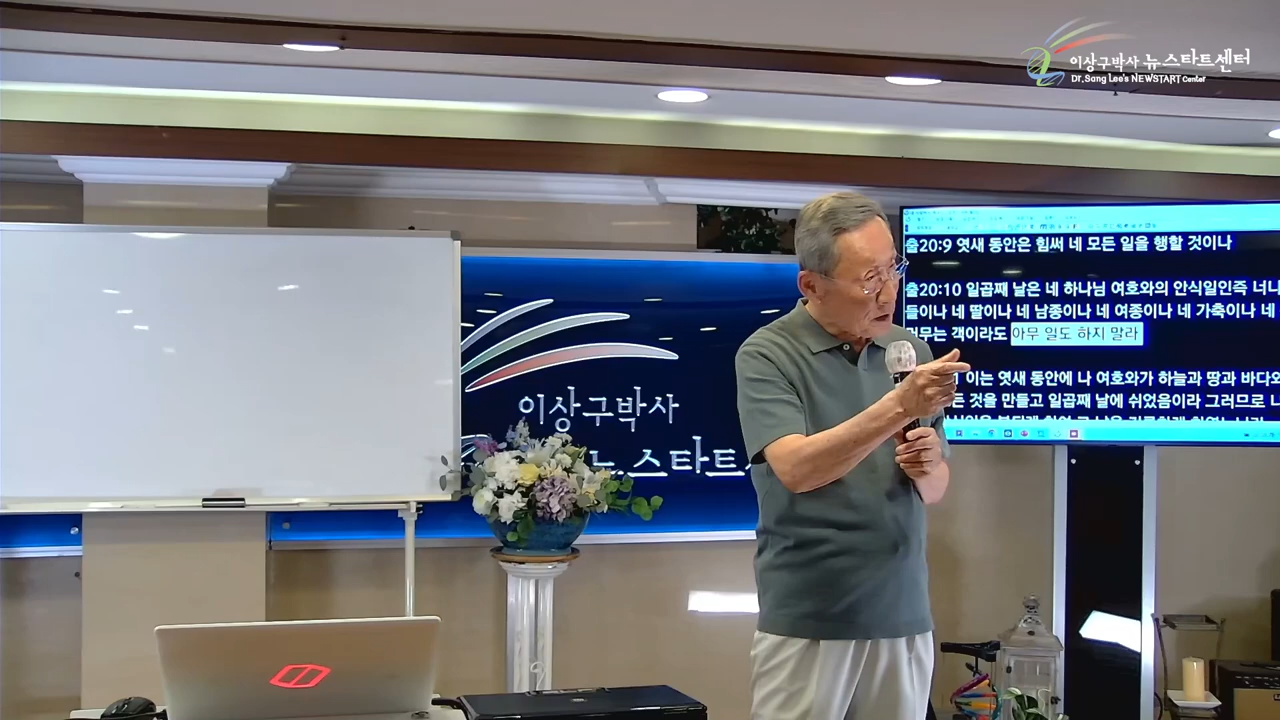 이상구박사 뉴스타트센터
Dr. Sang Lee's NEWSTART Center
출20:9 엿새 동안은 힘써 네 모든 일을 행할 것이나
출20:10 일곱째 날은 네 하나님 여호와의 안식일인즉 너나
들이나 네 딸이나 네 남종이나 네 여종이나 네 가축이나 네
머무는 객이라도 아무 일도 하지 말라
1 이는 엿새 동안에 나 여호와가 하늘과 땅과 바다와
것을 만들고 일곱째 날에 쉬었음이라 그러므로 나
이상구박사
뉴스타트